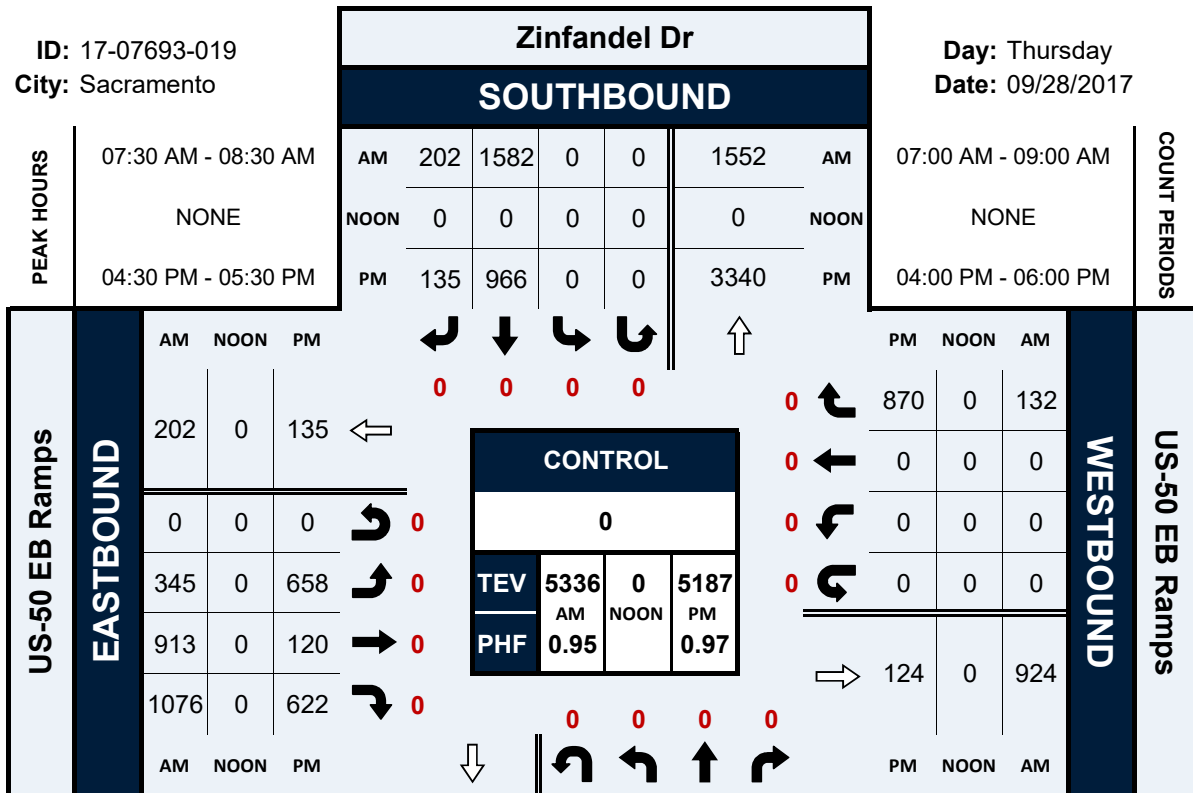 ID: 17-07693-019
City: Sacramento
Zinfandel Dr
SOUTHBOUND
Day: Thursday
Date: 09/28/2017
PEAK HOURS
07:30 AM - 08:30 AM
NONE
04:30 PM - 05:30 PM
AM 202 1582 0 0 1552 AM
NOON 0 0 0 0 0 NOON
PM 135 966 0 0 3340 PM
07:00 AM - 09:00 AM
NONE
04:00 PM - 06:00 PM
COUNT PERIODS
0 0 0 0
US-50 EB Ramps
EASTBOUND
AM NOON PM
202 0 135
0 0 0 0
345 0 658 0
913 0 120 0
1076 0 622 0
AM NOON PM
CONTROL
0
TEV 5336 0 5187
AM NOON PM
PHF 0.95 0.97
PM NOON AM
0 870 0 132
0 0 0 0
0 0 0 0
0 0 0 0
124 0 924
PM NOON AM
WESTBOUND
US-50 EB Ramps
0 0 0 0